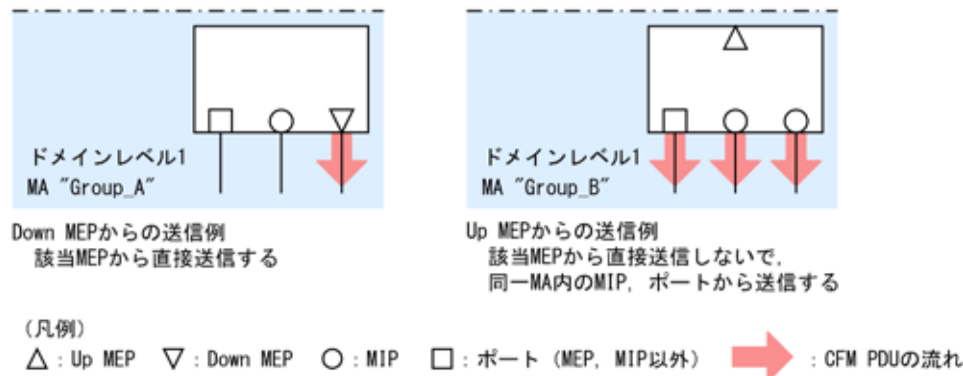 ドメインレベル1
MA "Group_A"
ドメインレベル1
MA "Group_B"
Down MEPからの送信例
該当MEPから直接送信する
Up MEPからの送信例
該当MEPから直接送信しないで，
同一MA内のMIP，ポートから送信する
（凡例）
△：Up MEP ▽：Down MEP ○：MIP □：ポート（MEP，MIP以外） ：CFM PDUの流れ